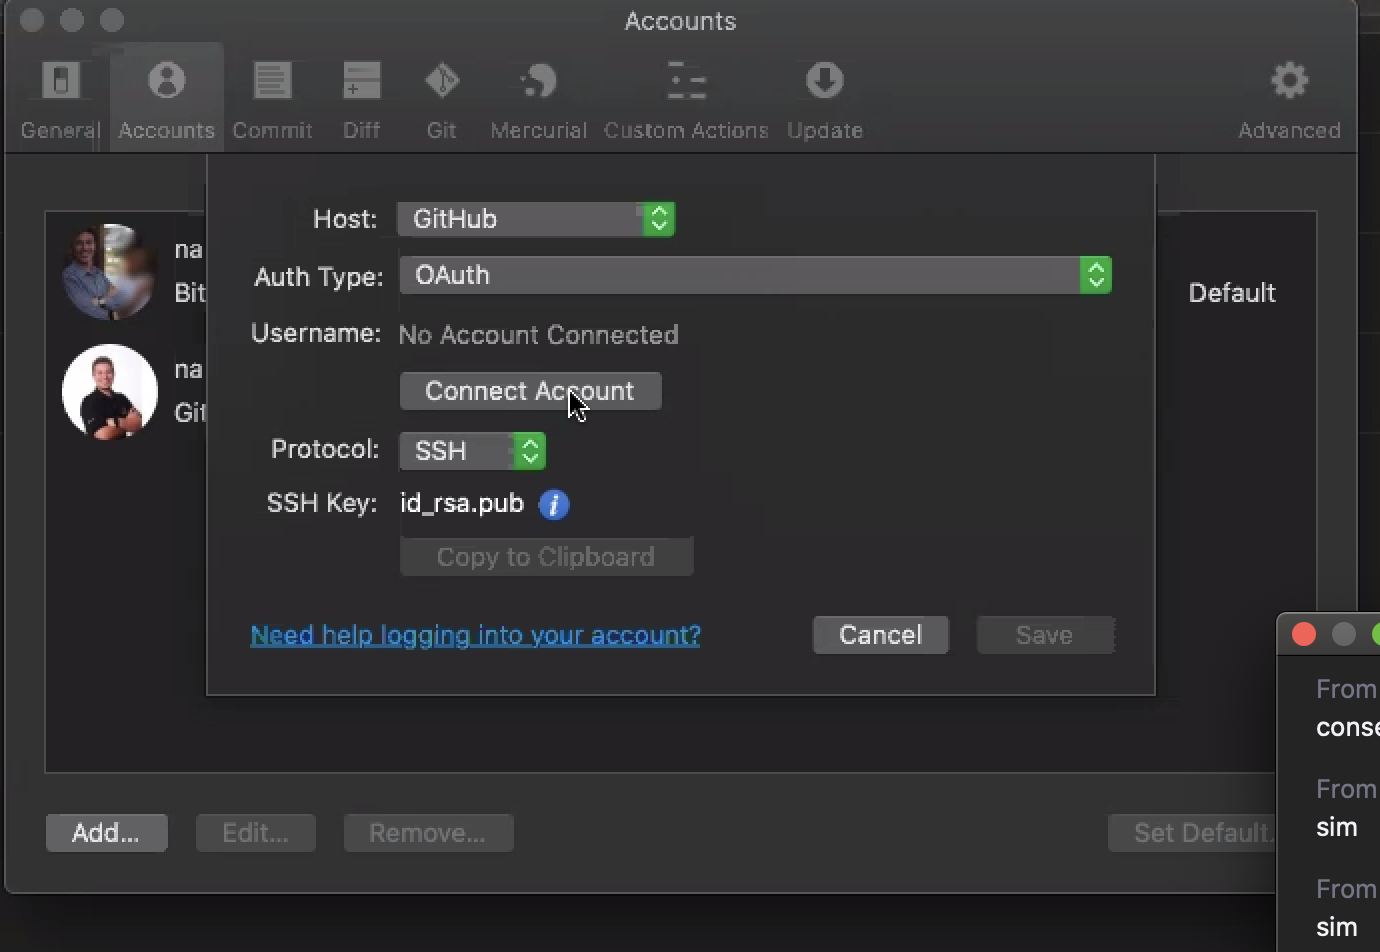 Accounts
General Accounts Commit Diff Git Mercurial Custom Actions Update Advanced
Host: GitHub
na
Auth Type: OAuth
Bit
Default
Username: No Account Connected
na
Connect Account
Git
Protocol: SSH
SSH Key: id_rsa.pub
Copy to Clipboard
Need help logging into your account? Cancel Save
From
conse
From
sim
Add... Edit... Remove... Set Default.
From
sim